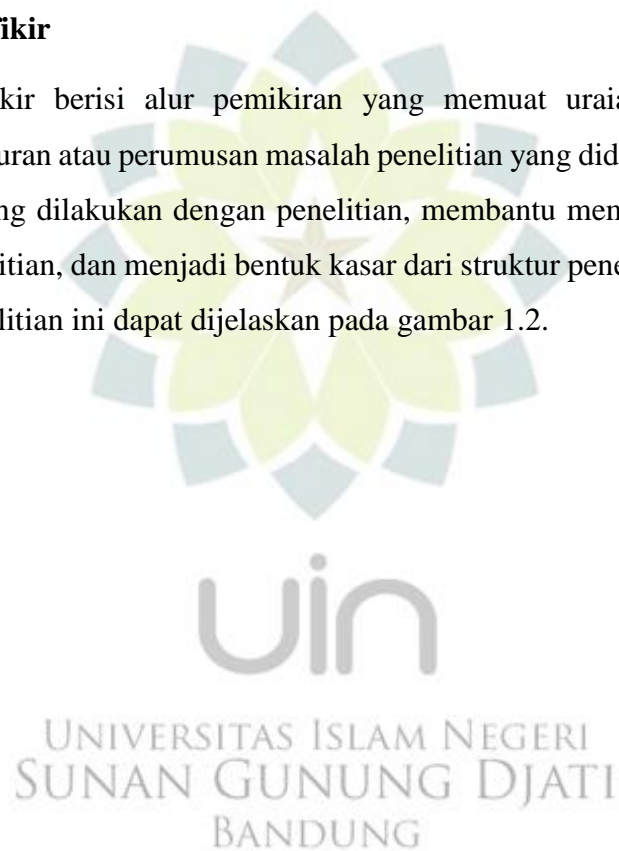 fikir
kir berisi alur pemikiran yang memuat uraia
uran atau perumusan masalah penelitian yang did
ng dilakukan dengan penelitian, membantu men
itian, dan menjadi bentuk kasar dari struktur pene
litian ini dapat dijelaskan pada gambar 1.2.
uin
UNIVERSITAS ISLAM NEGERI
SUNAN GUNUNG DJATI
BANDUNG